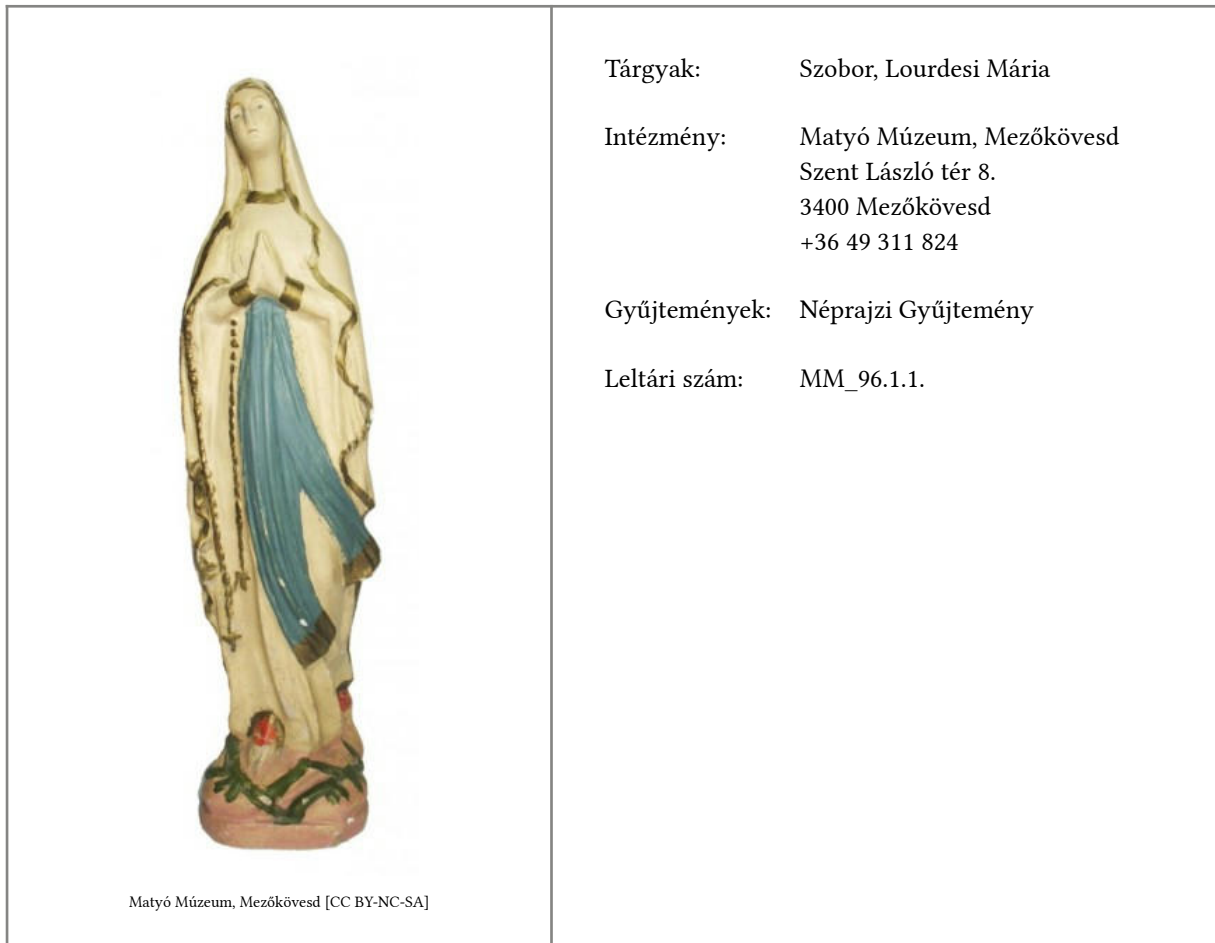 Tárgyak: Szobor, Lourdesi Mária
Intézmény: Matyó Múzeum, Mezőkövesd
Szent László tér 8.
3400 Mezőkövesd
+36 49 311 824
Gyűjtemények: Néprajzi Gyűjtemény
Leltári szám: MM_96.1.1.
Matyó Múzeum, Mezőkövesd [CC BY-NC-SA]